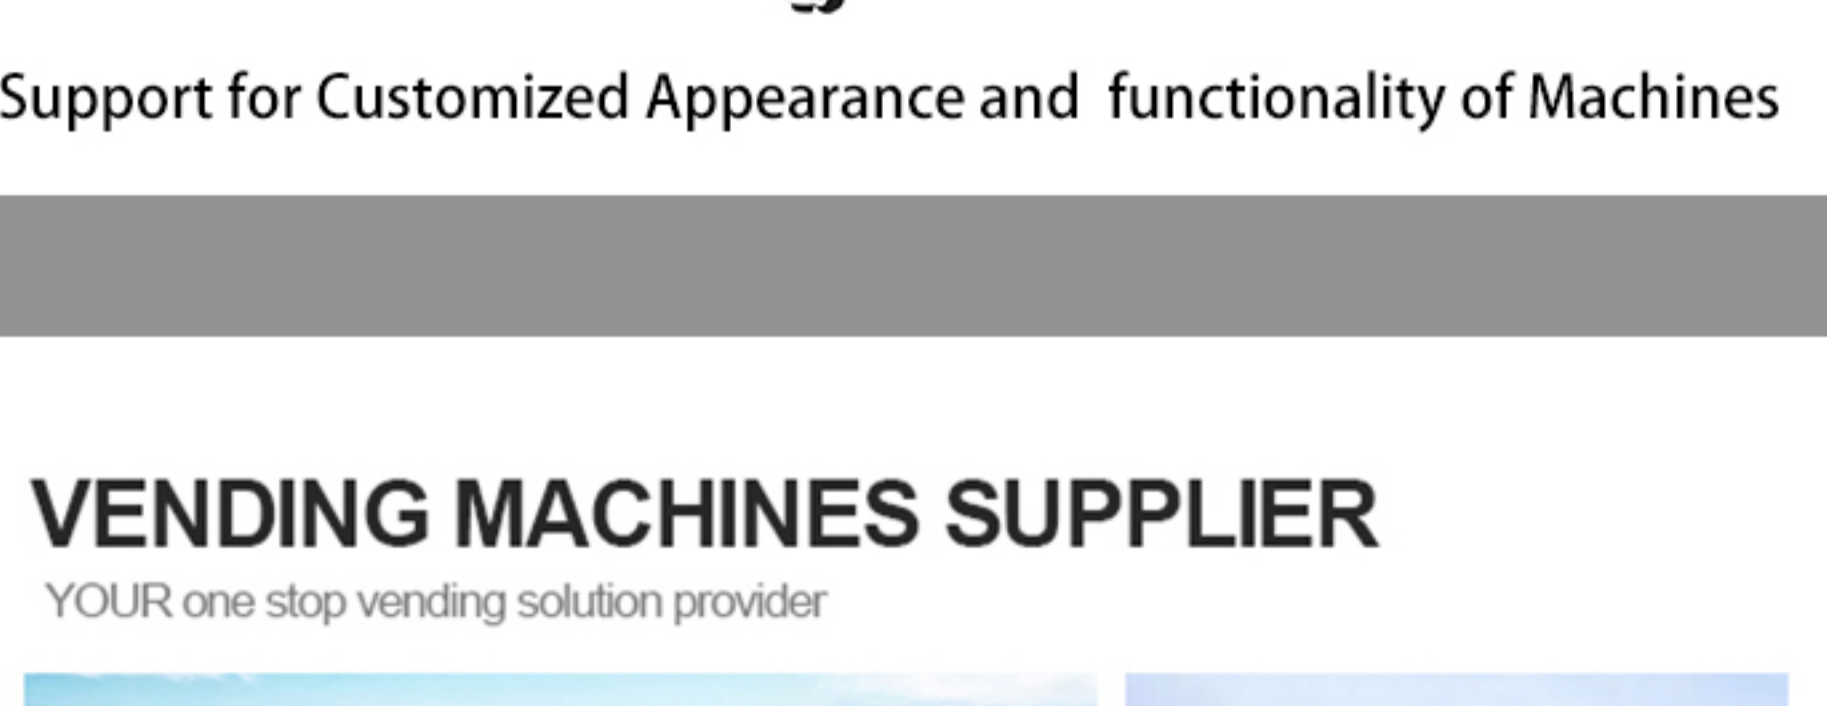 Support for Customized Appearance and functionality of Machines
VENDING MACHINES SUPPLIER
YOUR one stop vending solution provider